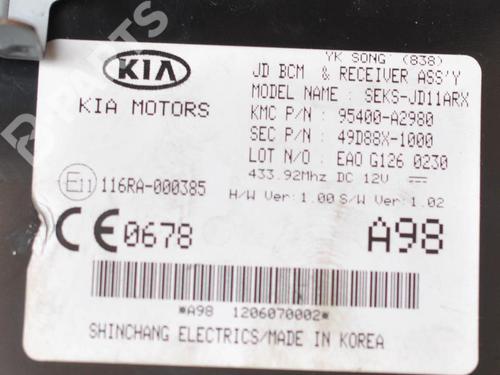 YK SONG (838)
KIA
JD BCM & RECEIVER ASS'Y
MODEL NAME : SEKS-JD11ARX
KIA MOTORS
KMC P/N : 95400-A2980
SEC P/N : 49D88X-1000
LOT N/O : EAO G126 0230
433.92Mhz DC 12V
E11 116RA-000385
H/W Ver: 1.00 S/W Ver: 1.02
CE 0678
A98
*A98 1206070002*
SHINCHANG ELECTRICS/MADE IN KOREA
B-PARTS